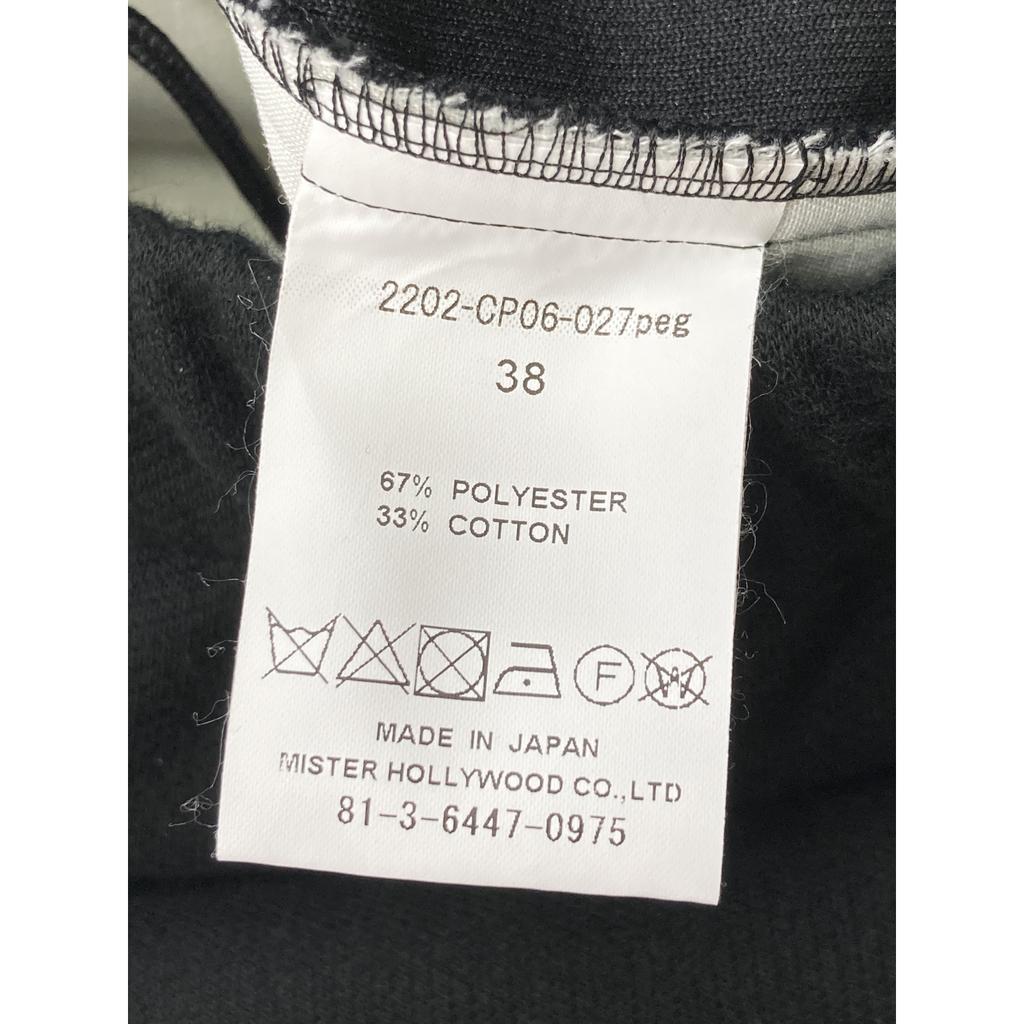 2202-CP06-027peg
38
67% POLYESTER
33% COTTON
F W
MADE IN JAPAN
MISTER HOLLYWOOD CO.,LTD
81-3-6447-0975